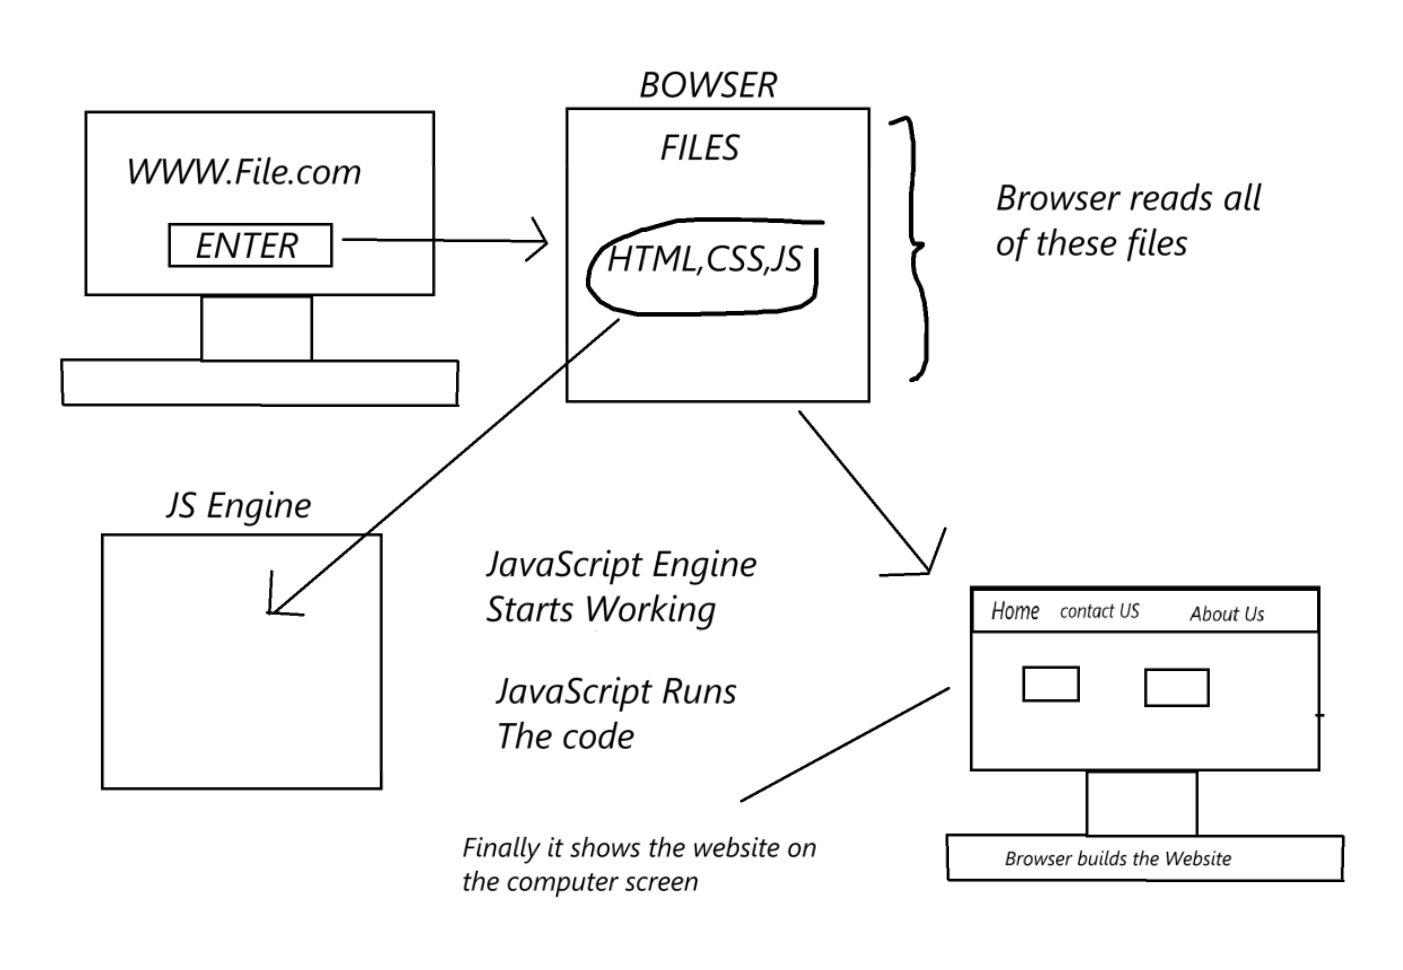 BOWSER
WWW.File.com
ENTER
FILES
HTML,CSS,JS
Browser reads all
of these files
JS Engine
JavaScript Engine
Starts Working
JavaScript Runs
The code
Home contact US About Us
Finally it shows the website on
the computer screen
Browser builds the Website